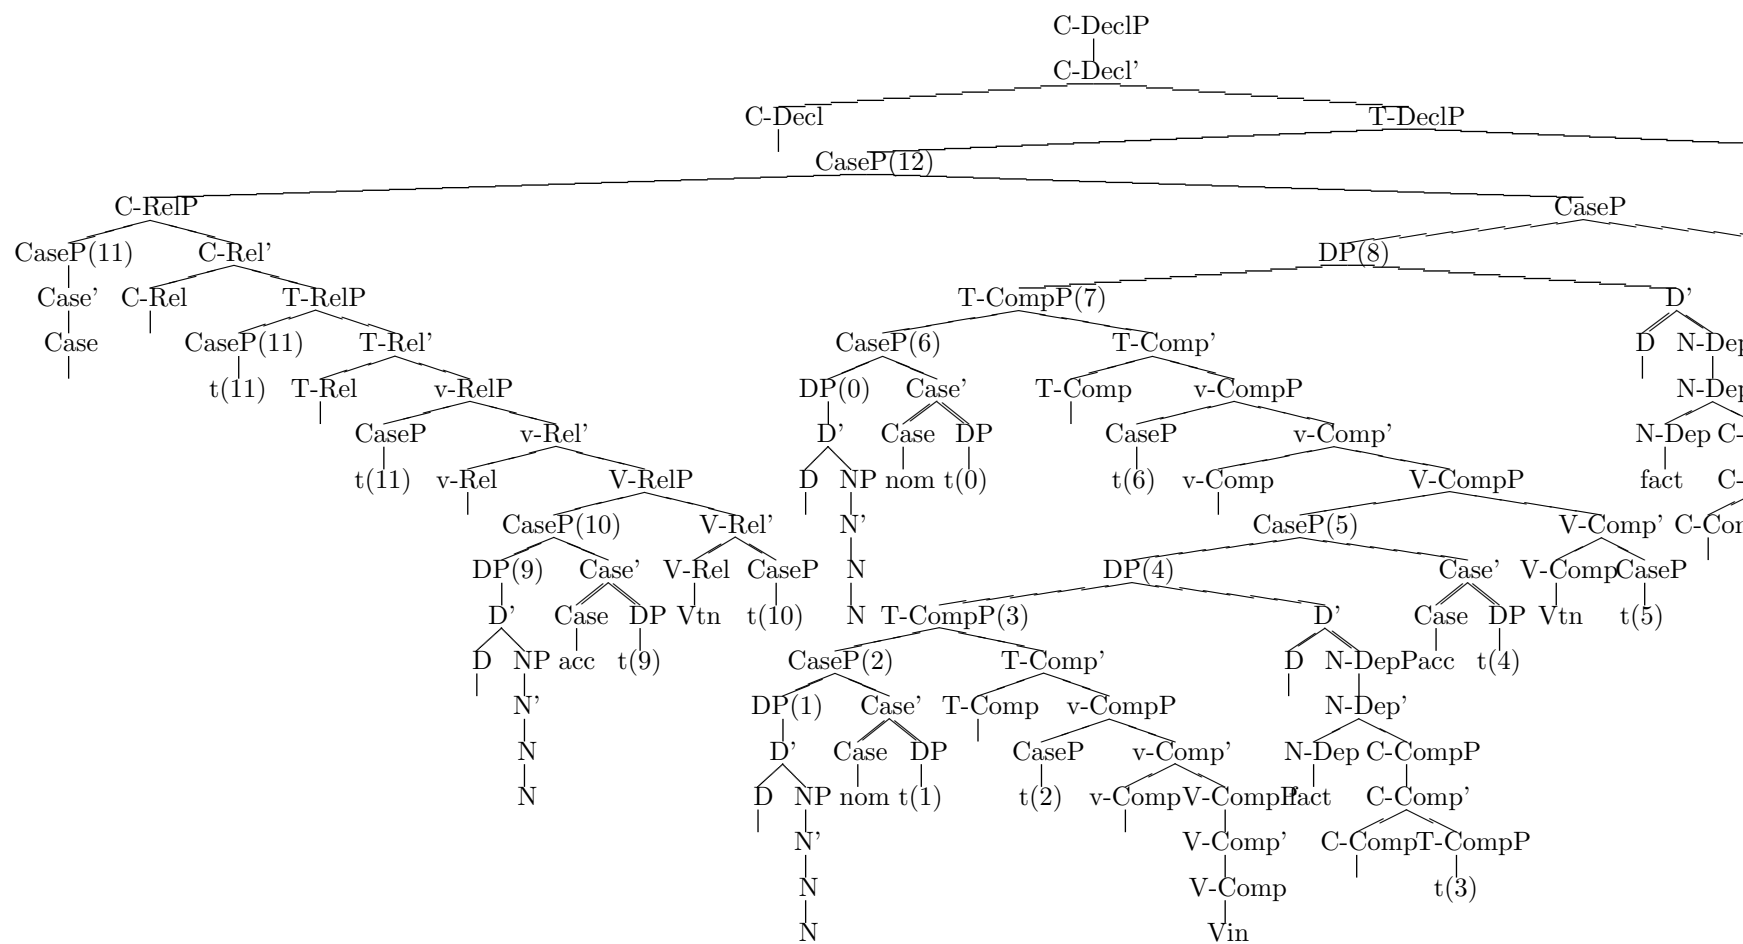 C-DeclP
C-Decl’
C-Decl T-DeclP
CaseP(12)
C-RelP CaseP
CaseP(11) C-Rel’ DP(8)
Case’ C-Rel T-RelP T-CompP(7) D’
Case CaseP(11) T-Rel’ CaseP(6) T-Comp’ D N-Dep
t(11) T-Rel v-RelP DP(0) Case’ T-Comp v-CompP N-Dep
CaseP v-Rel’ D’ Case DP CaseP v-Comp’ N-Dep C-
t(11) v-Rel V-RelP D NP nom t(0) t(6) v-Comp V-CompP fact C-
CaseP(10) V-Rel’ N’ CaseP(5) V-Comp’ C-Com
DP(9) Case’ V-Rel CaseP N DP(4) Case’ V-Comp CaseP
D’ Case DP Vtn t(10) N T-CompP(3) D’ Case DP Vtn t(5)
D NP acc t(9) CaseP(2) T-Comp’ D N-DepP acc t(4)
N’ DP(1) Case’ T-Comp v-CompP N-Dep’
N D’ Case DP CaseP v-Comp’ N-Dep C-CompP
N D NP nom t(1) t(2) v-Comp V-CompP fact C-Comp’
N’ V-Comp’ C-Comp T-CompP
N V-Comp t(3)
N Vin